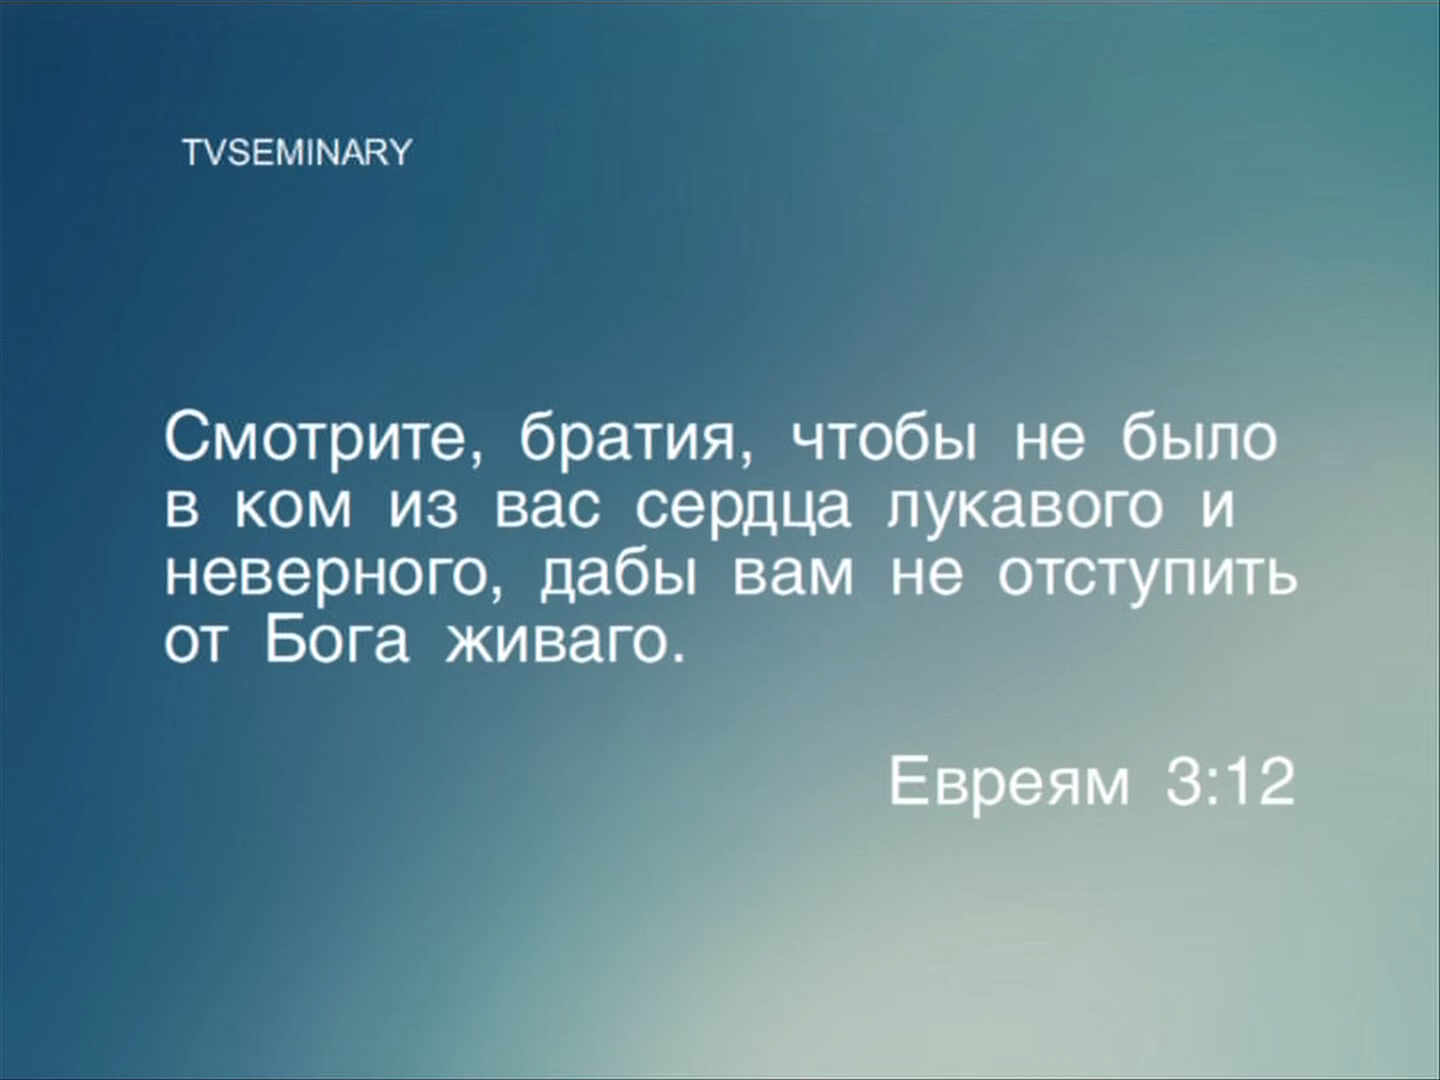 TVSEMINARY
Смотрите, братия, чтобы не было
в ком из вас сердца лукавого и
неверного, дабы вам не отступить
от Бога живаго.
Евреям 3:12